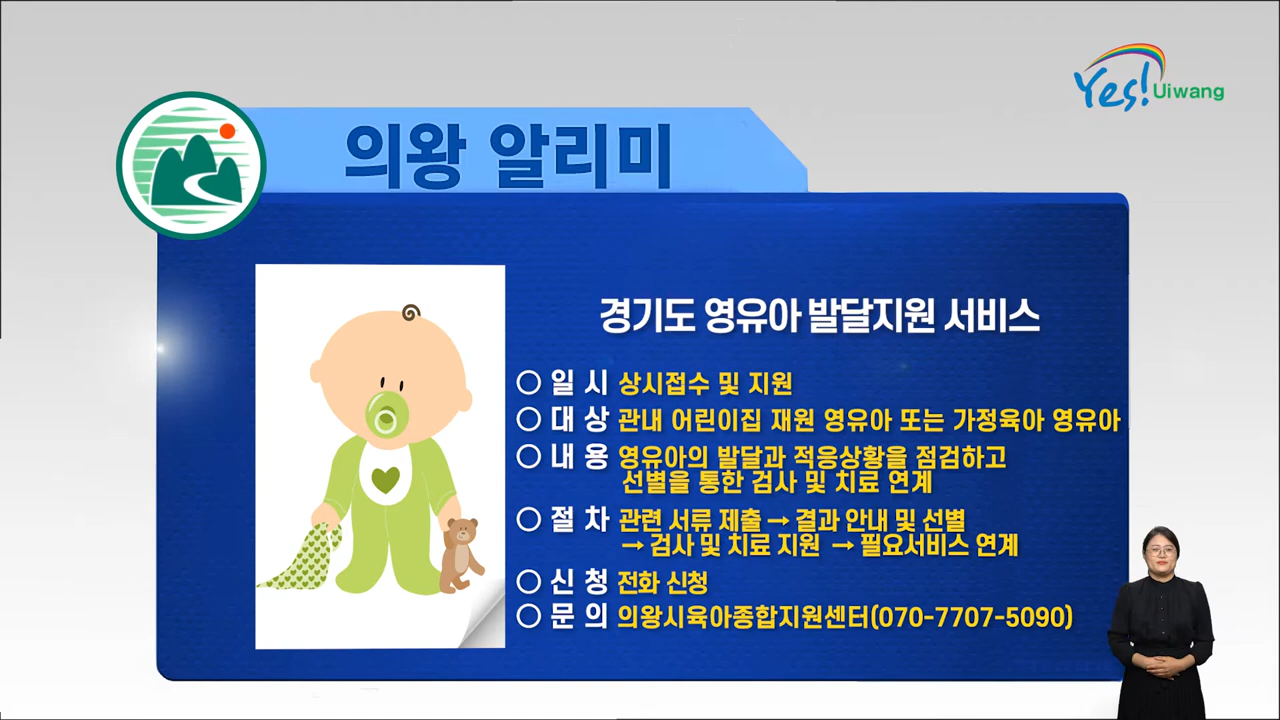 Yes! Uiwang
의왕 알리미
경기도 영유아 발달지원 서비스
○ 일 시 상시접수 및 지원
○ 대 상 관내 어린이집 재원 영유아 또는 가정육아 영유아
○ 내 용 영유아의 발달과 적응상황을 점검하고
선별을 통한 검사 및 치료 연계
○ 절 차 관련 서류 제출 → 결과 안내 및 선별
→ 검사 및 치료 지원 → 필요서비스 연계
○ 신 청 전화 신청
○ 문 의 의왕시육아종합지원센터(070-7707-5090)